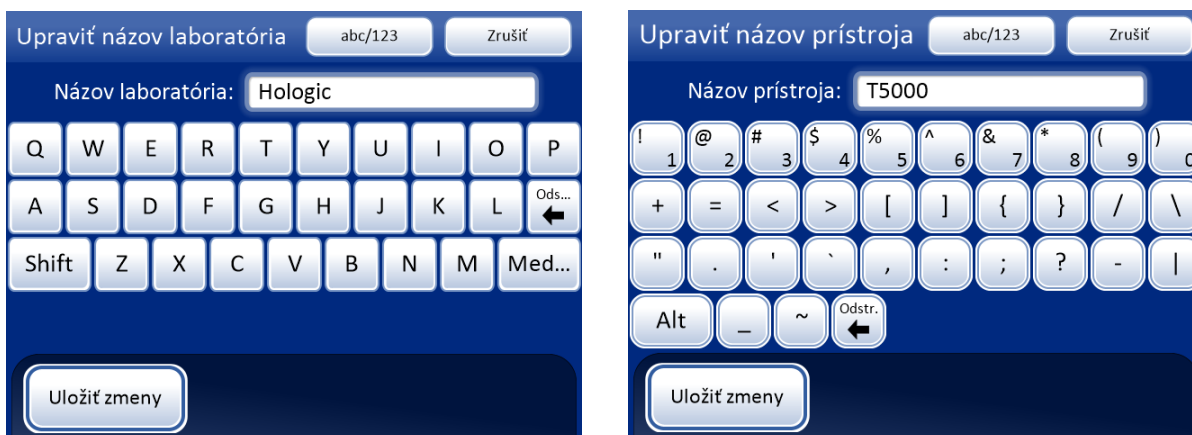 Upraviť názov laboratória abc/123 Zrušiť
Názov laboratória: Hologic
Q W E R T Y U I O P
A S D F G H J K L Ods...
Shift Z X C V B N M Med...
Uložiť zmeny
Upraviť názov prístroja abc/123 Zrušiť
Názov prístroja: T5000
! 1 @ 2 # 3 $ 4 % 5 ^ 6 & 7 * 8 ( 9 ) 0
+ = < > [ ] { } / \
" . ' ` , : ; ? - |
Alt _ ~ Odstr.
Uložiť zmeny